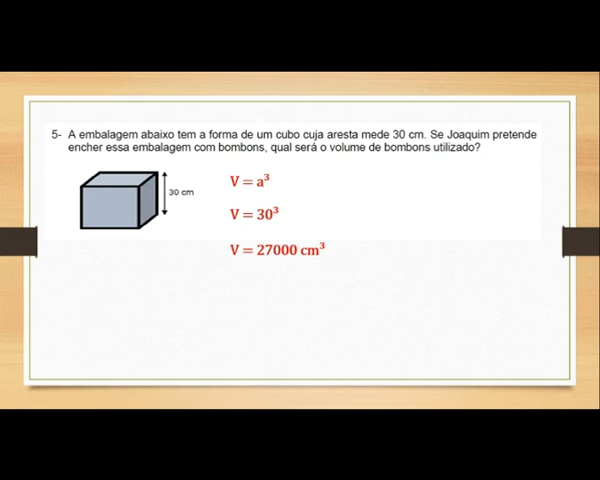 5- A embalagem abaixo tem a forma de um cubo cuja aresta mede 30 cm. Se Joaquim pretende
encher essa embalagem com bombons, qual será o volume de bombons utilizado?
30 cm
V = a³
V = 30³
V = 27000 cm³